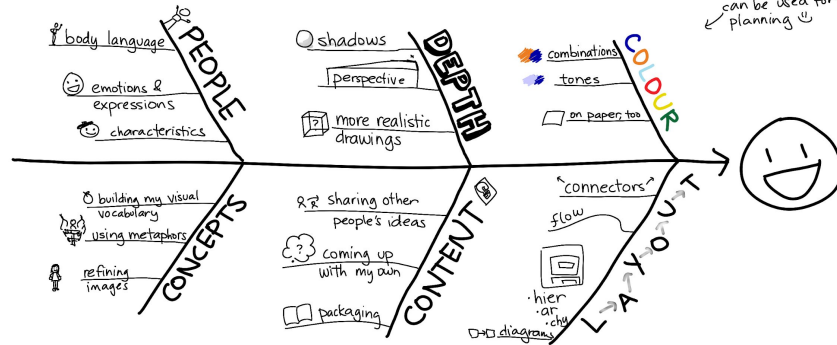 can be used for
planning
PEOPLE
body language
emotions &
expressions
characteristics
DEPTH
shadows
perspective
?
more realistic
drawings
COLOUR
combinations
tones
on paper, too
CONCEPTS
building my visual
vocabulary
using metaphors
refining
images
CONTENT
sharing other
people's ideas
?
coming up
with my own
packaging
LAYOUT
connectors
flow
·hier
·ar
·chy
diagrams